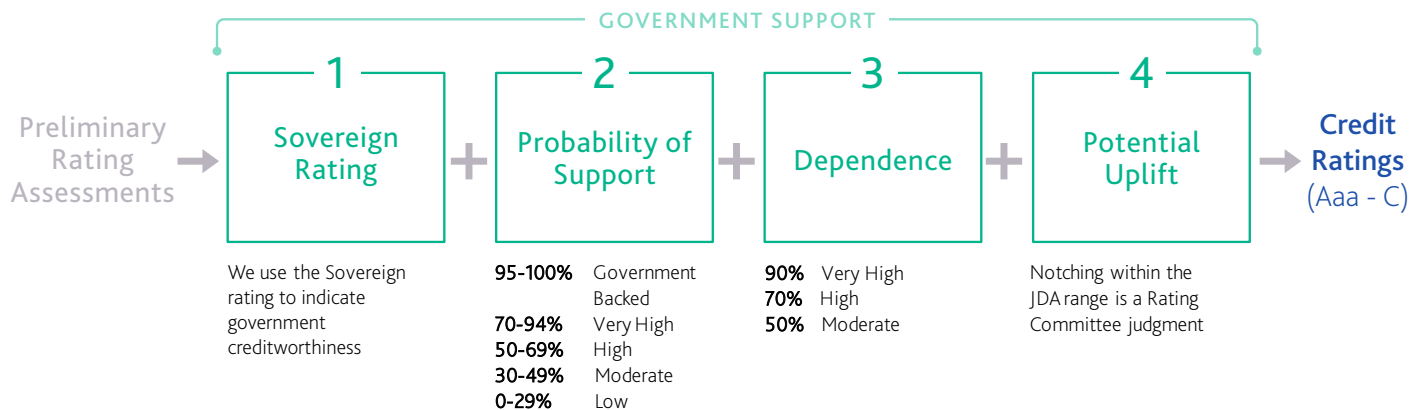 GOVERNMENT SUPPORT
Preliminary
Rating
Assessments
1
Sovereign
Rating
We use the Sovereign
rating to indicate
government
creditworthiness
2
Probability of
Support
95-100% Government
Backed
70-94% Very High
50-69% High
30-49% Moderate
0-29% Low
3
Dependence
90% Very High
70% High
50% Moderate
4
Potential
Uplift
Notching within the
JDA range is a Rating
Committee judgment
Credit
Ratings
(Aaa - C)